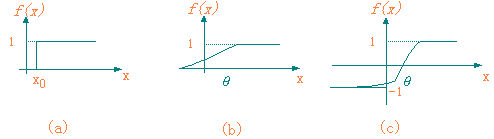 f(x)
1
x0
x
(a)
f(x)
1
θ
x
(b)
f(x)
1
θ
x
-1
(c)